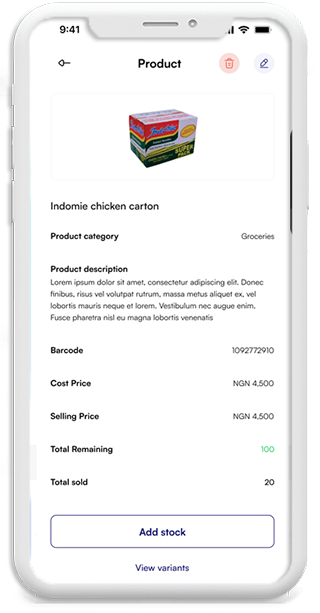 9:41
Product
Indomie
SUPER
PACK
Indomie chicken carton
Product category Groceries
Product description
Lorem ipsum dolor sit amet, consectetur adipiscing elit. Donec
finibus, risus vel volutpat rutrum, massa metus aliquet ex, vel
lobortis mauris neque et lorem. Vestibulum nec augue enim.
Fusce pharetra nisl eu magna lobortis venenatis
Barcode 1092772910
Cost Price NGN 4,500
Selling Price NGN 4,500
Total Remaining 100
Total sold 20
Add stock
View variants